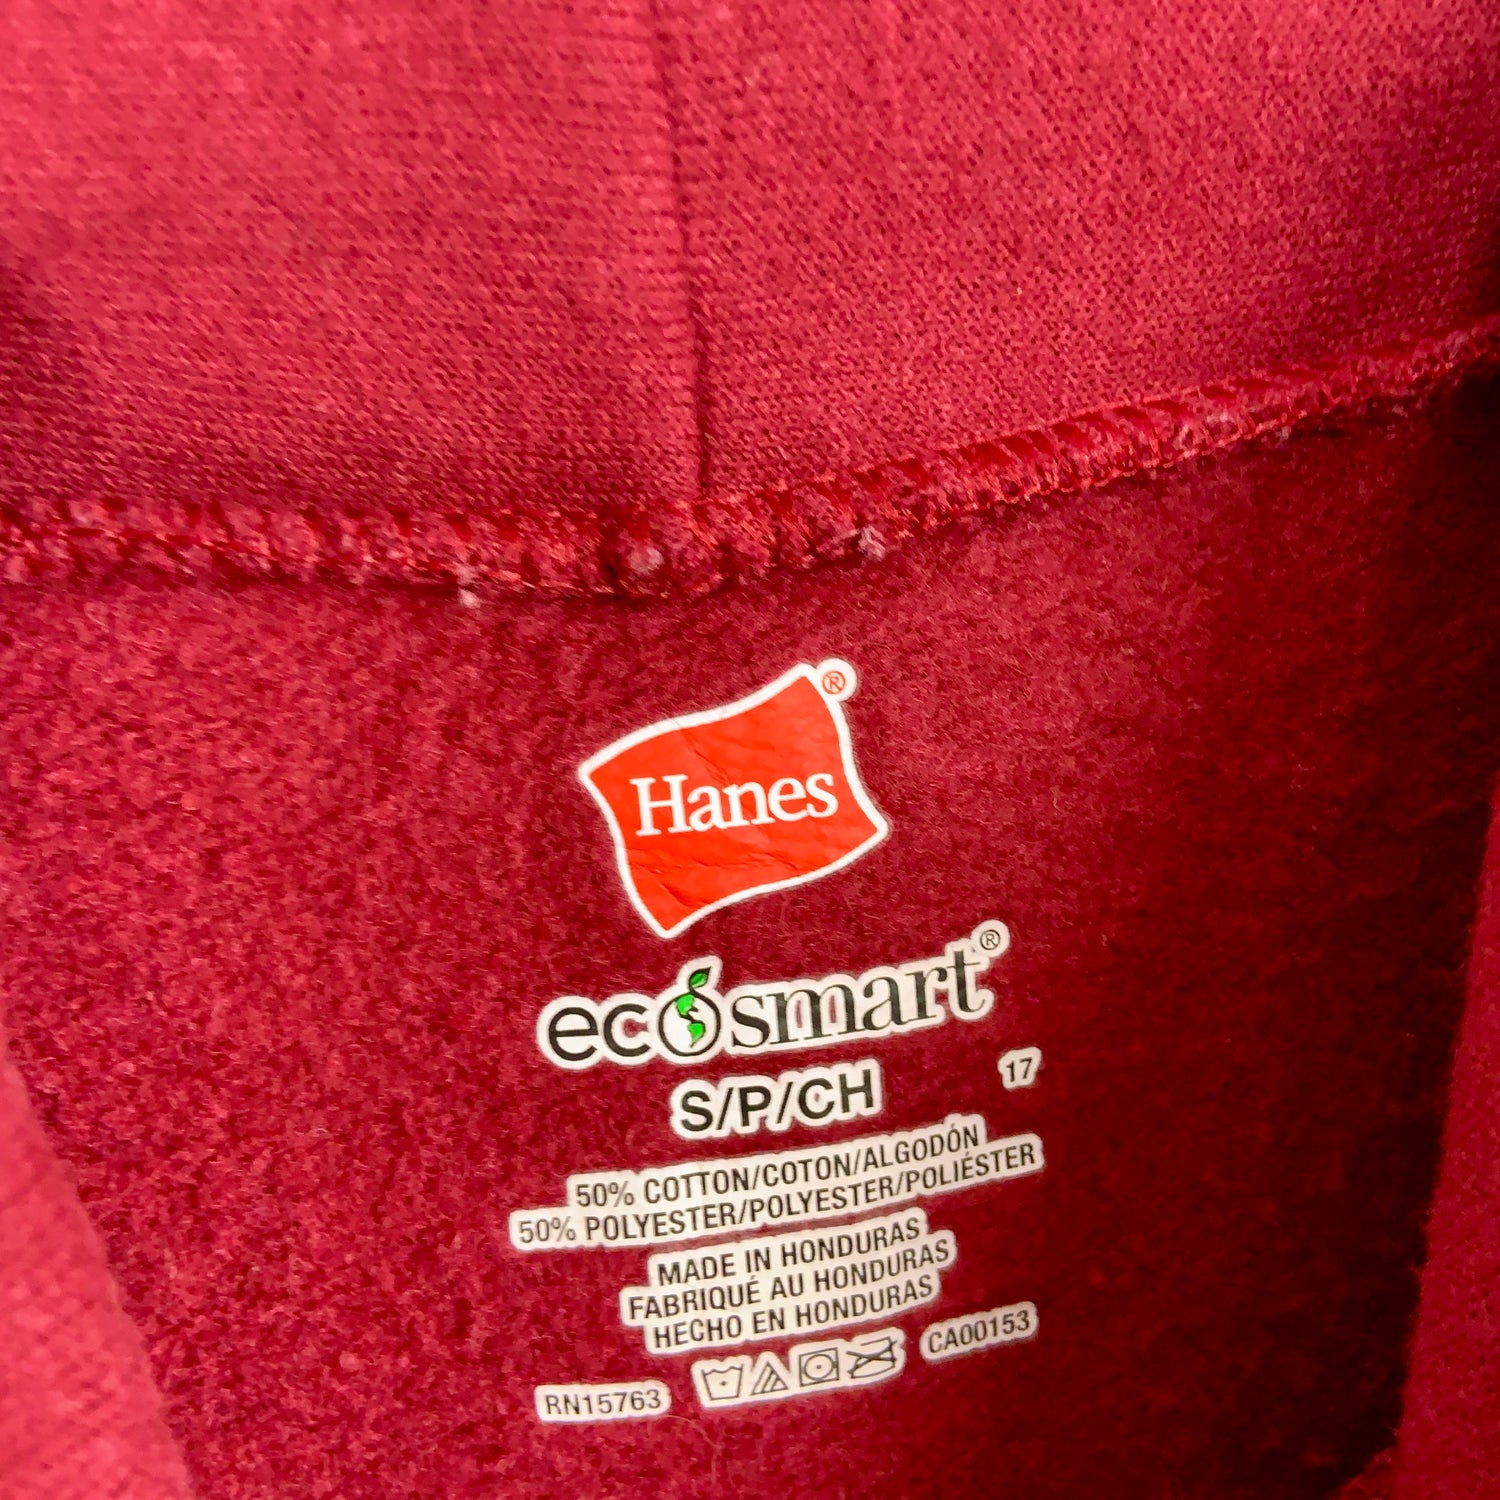 Hanes®
ecosmart®
S/P/CH 17
50% COTTON/COTON/ALGODÓN
50% POLYESTER/POLYESTER/POLIÉSTER
MADE IN HONDURAS
FABRIQUÉ AU HONDURAS
HECHO EN HONDURAS
RN15763 CA00153